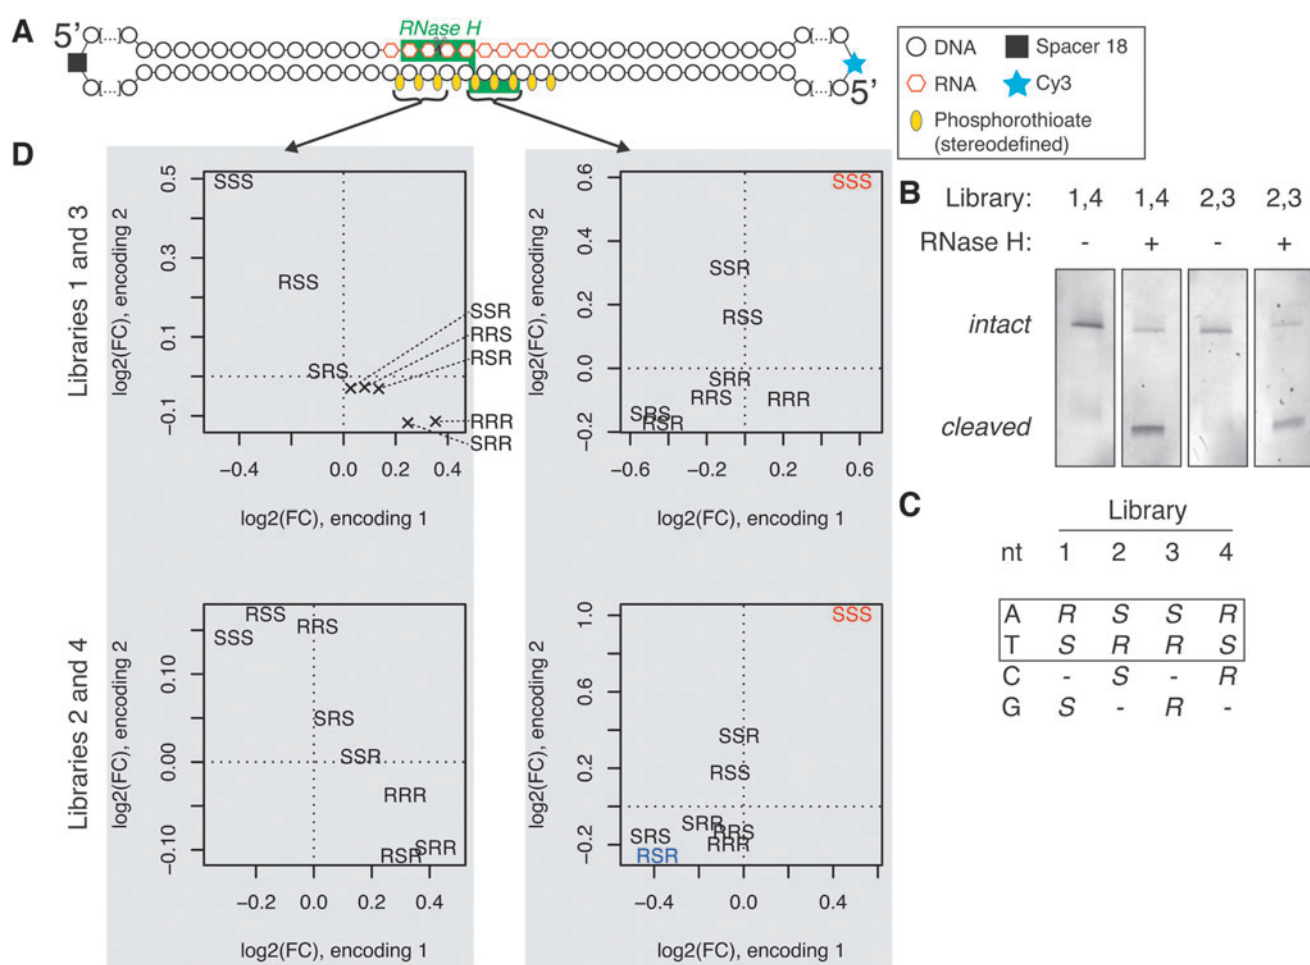 A
5'
[...]
RNase H
[...]
[...]
[...]
5'
DNA
Spacer 18
RNA
Cy3
Phosphorothioate
(stereodefined)
D
Libraries 1 and 3
log2(FC), encoding 2
0.5
0.3
0.1
−0.1
SSS
RSS
SRS
SSR
RRS
RSR
RRR
SRR
−0.4
0.0
0.2
0.4
log2(FC), encoding 1
log2(FC), encoding 2
0.6
0.4
0.2
0.0
−0.2
SSS
SSR
RSS
SRR
RRS
RRR
SRS
RSR
−0.6
−0.2
0.2
0.6
log2(FC), encoding 1
Libraries 2 and 4
log2(FC), encoding 2
0.10
0.00
−0.10
RSS
SSS
RRS
SRS
SSR
RRR
SRR
RSR
−0.2
0.0
0.2
0.4
log2(FC), encoding 1
log2(FC), encoding 2
1.0
0.6
0.2
−0.2
SSS
SSR
RSS
SRR
RRS
SRS
RRR
RSR
−0.4
0.0
0.4
log2(FC), encoding 1
B
Library: 1,4 1,4 2,3 2,3
RNase H: - + - +
intact
cleaved
C
Library
nt 1 2 3 4
A R S S R
T S R R S
C - S - R
G S - R -